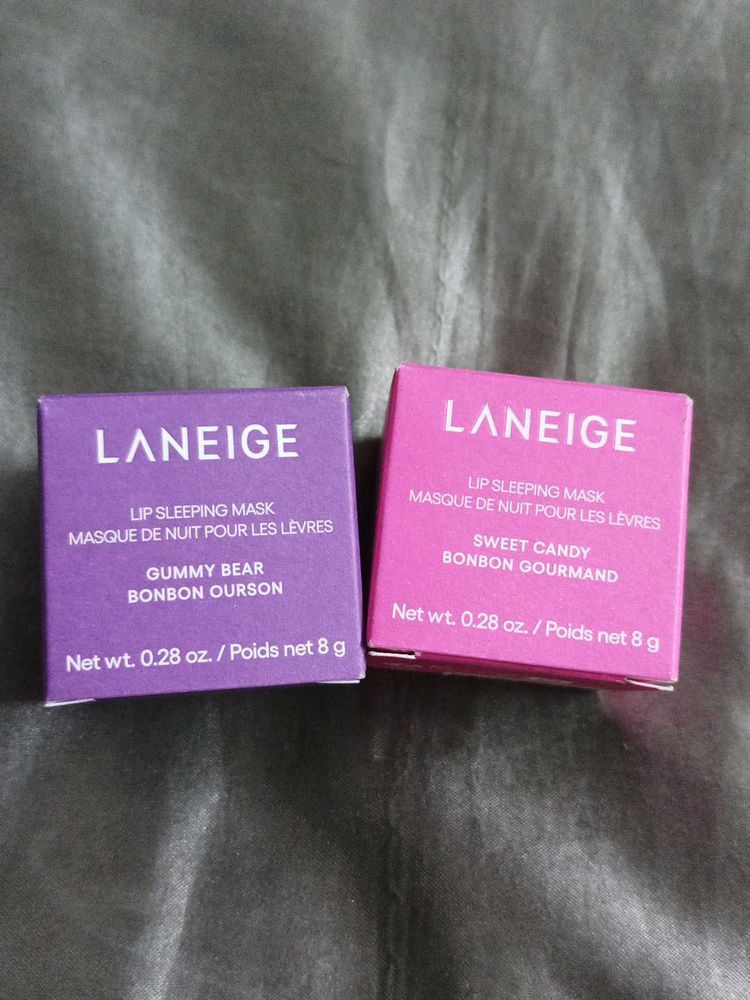 LANEIGE
LIP SLEEPING MASK
MASQUE DE NUIT POUR LES LÈVRES
GUMMY BEAR
BONBON OURSON
Net wt. 0.28 oz. / Poids net 8 g
LANEIGE
LIP SLEEPING MASK
MASQUE DE NUIT POUR LES LÈVRES
SWEET CANDY
BONBON GOURMAND
Net wt. 0.28 oz. / Poids net 8 g